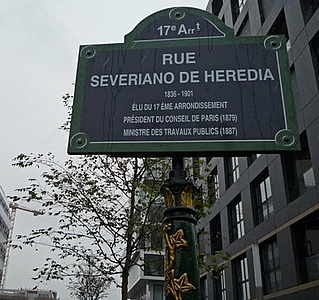 17e Arrt
RUE
SEVERIANO DE HEREDIA
1836 - 1901
ÉLU DU 17 ÈME ARRONDISSEMENT
PRÉSIDENT DU CONSEIL DE PARIS (1879)
MINISTRE DES TRAVAUX PUBLICS (1887)